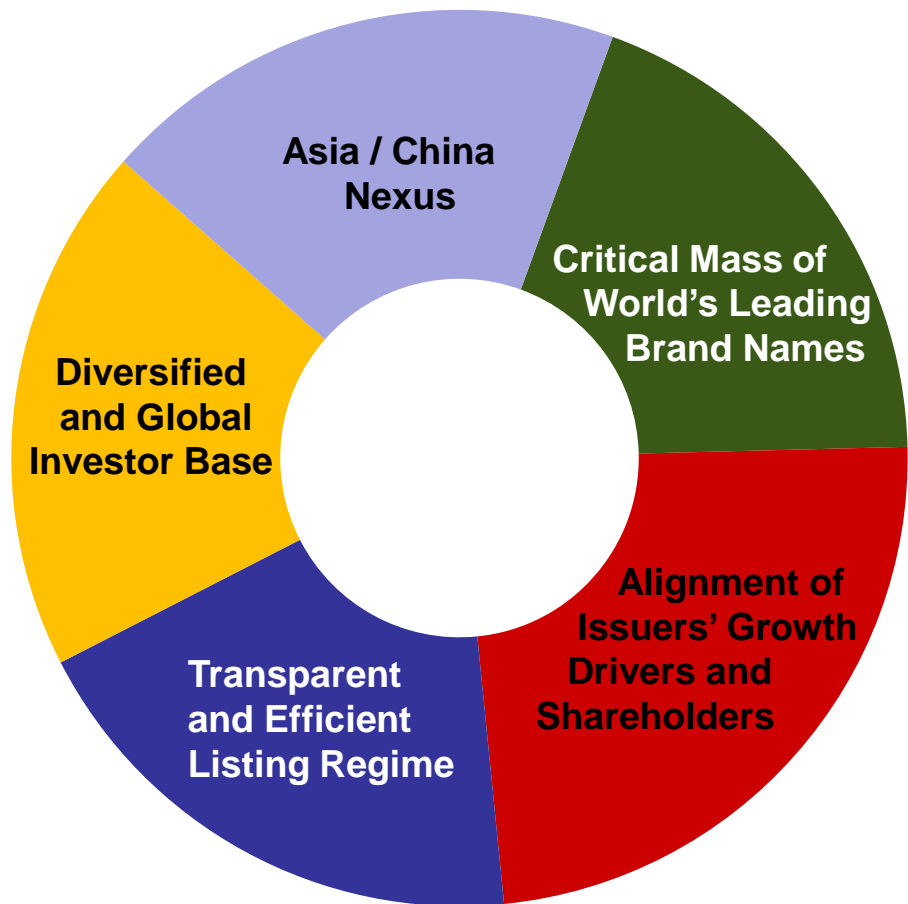 Asia / China
Nexus
Critical Mass of
World’s Leading
Brand Names
Diversified
and Global
Investor Base
Alignment of
Issuers’ Growth
Drivers and
Shareholders
Transparent
and Efficient
Listing Regime